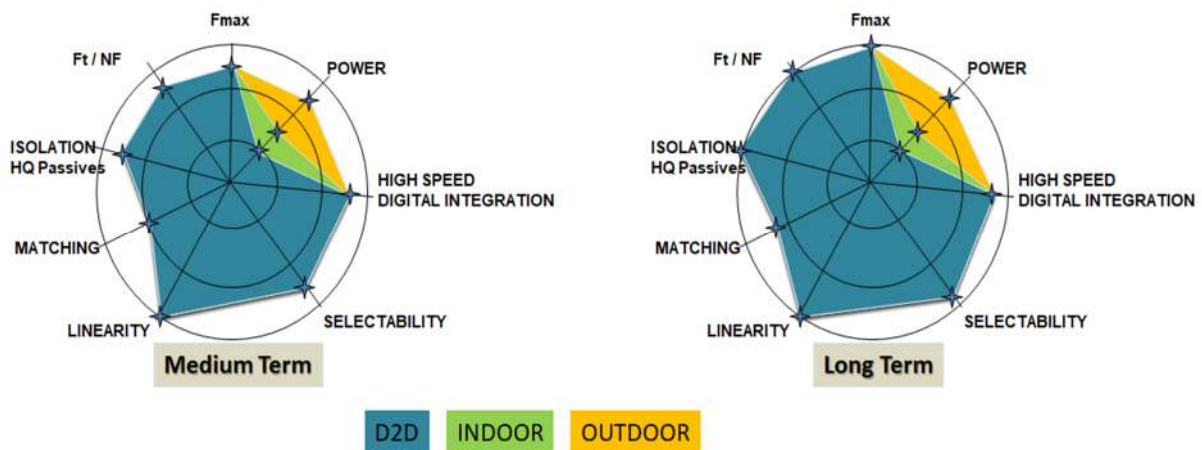 Fmax
Ft / NF
POWER
ISOLATION
HQ Passives
HIGH SPEED
DIGITAL INTEGRATION
MATCHING
LINEARITY
SELECTABILITY
Medium Term
Fmax
Ft / NF
POWER
ISOLATION
HQ Passives
HIGH SPEED
DIGITAL INTEGRATION
MATCHING
LINEARITY
SELECTABILITY
Long Term
D2D
INDOOR
OUTDOOR